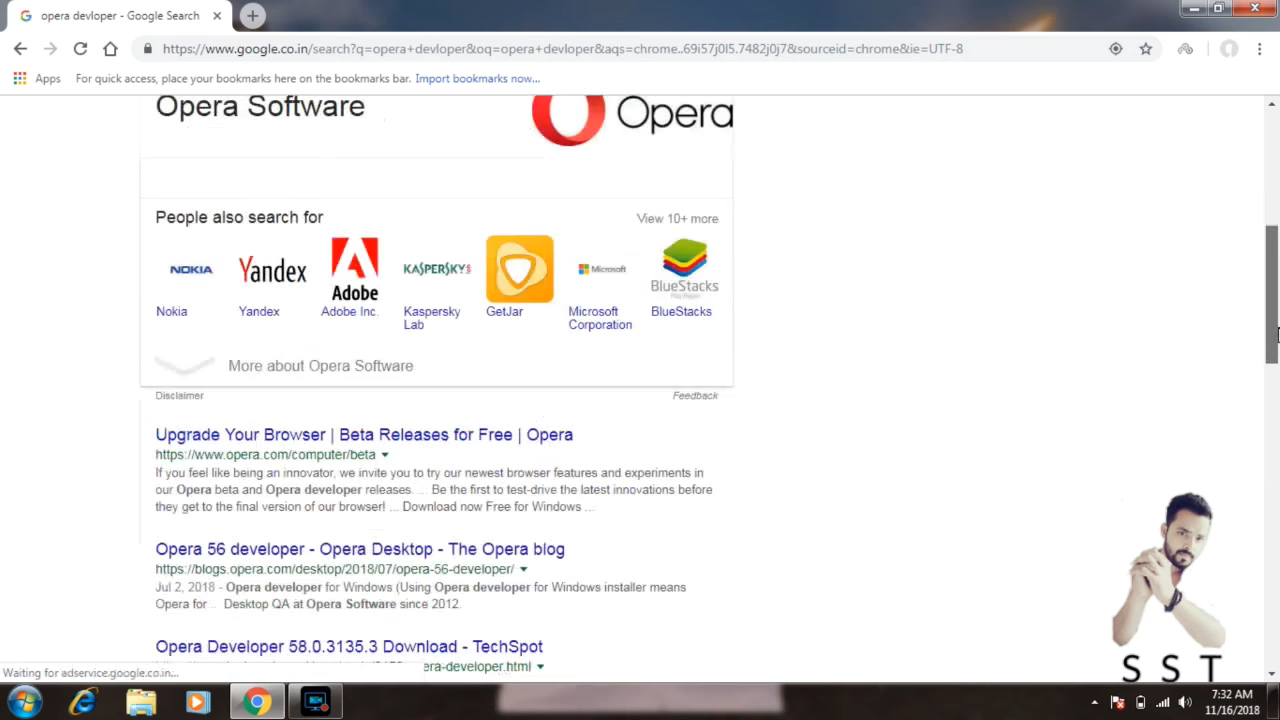 opera devloper - Google Search
https://www.google.co.in/search?q=opera+devloper&oq=opera+devloper&aqs=chrome..69i57j0l5.7482j0j7&sourceid=chrome&ie=UTF-8
Apps For quick access, place your bookmarks here on the bookmarks bar. Import bookmarks now...
Opera Software
Opera
People also search for
View 10+ more
NOKIA
Yandex
Adobe
KASPERSKY
Microsoft
BlueStacks
Nokia
Yandex
Adobe Inc.
Kaspersky
Lab
GetJar
Microsoft
Corporation
BlueStacks
More about Opera Software
Disclaimer
Feedback
Upgrade Your Browser | Beta Releases for Free | Opera
https://www.opera.com/computer/beta
If you feel like being an innovator, we invite you to try our newest browser features and experiments in
our Opera beta and Opera developer releases. ... Be the first to test-drive the latest innovations before
they get to the final version of our browser! ... Download now Free for Windows ...
Opera 56 developer - Opera Desktop - The Opera blog
https://blogs.opera.com/desktop/2018/07/opera-56-developer/
Jul 2, 2018 - Opera developer for Windows (Using Opera developer for Windows installer means
Opera for ... Desktop QA at Opera Software since 2012.
Opera Developer 58.0.3135.3 Download - TechSpot
era-developer.html
Waiting for adservice.google.co.in...
S S T
7:32 AM
11/16/2018